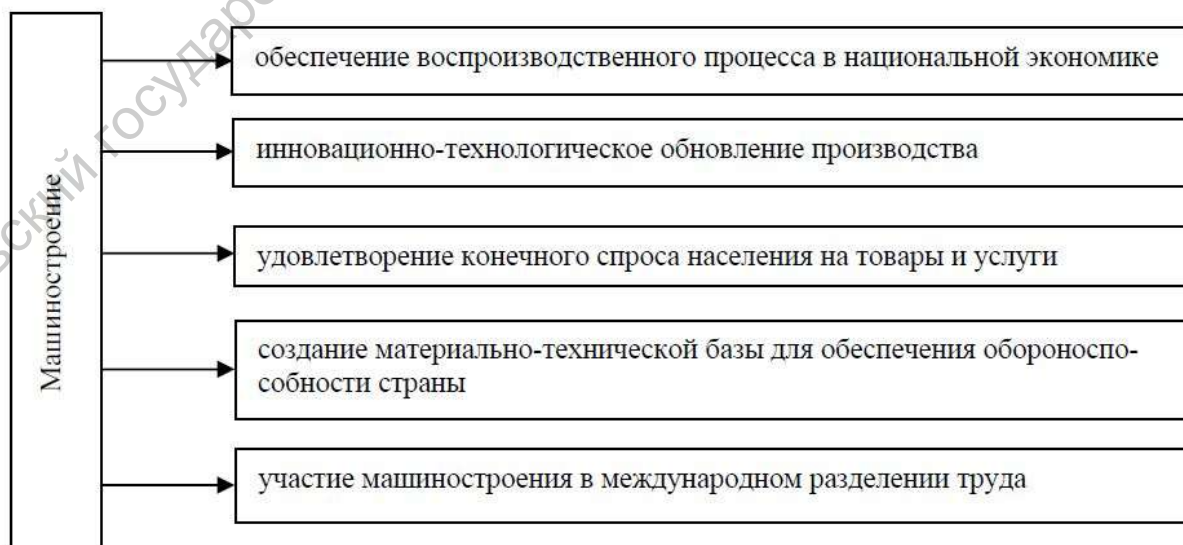 Машиностроение
обеспечение воспроизводственного процесса в национальной экономике
инновационно-технологическое обновление производства
удовлетворение конечного спроса населения на товары и услуги
создание материально-технической базы для обеспечения обороноспо-
собности страны
участие машиностроения в международном разделении труда